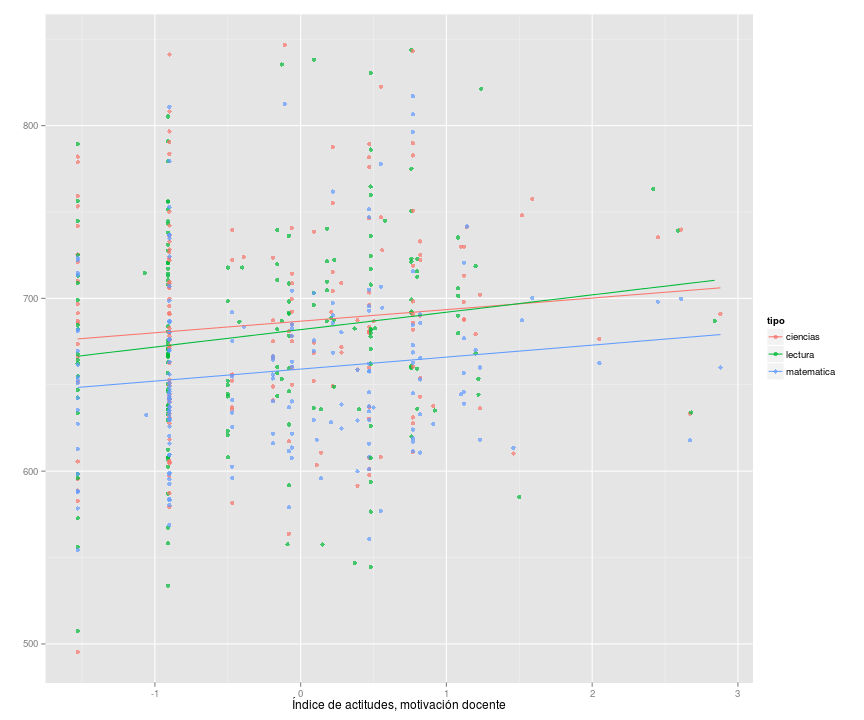 800
700
600
500
-1
0
1
2
3
Índice de actitudes, motivación docente
tipo
ciencias
lectura
matematica